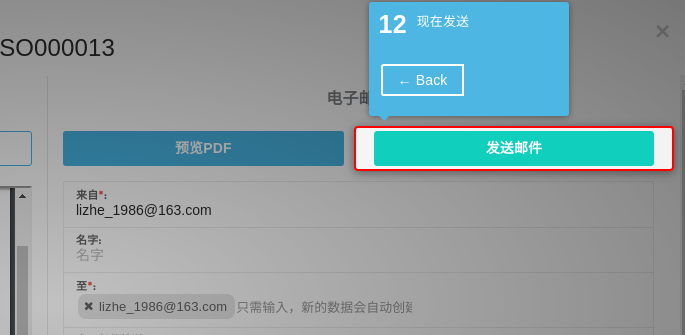 12 现在发送
SO000013
← Back
电子邮
预览PDF
发送邮件
来自*:
lizhe_1986@163.com
名字:
名字
至*:
✖ lizhe_1986@163.com 只需输入，新的数据会自动创建